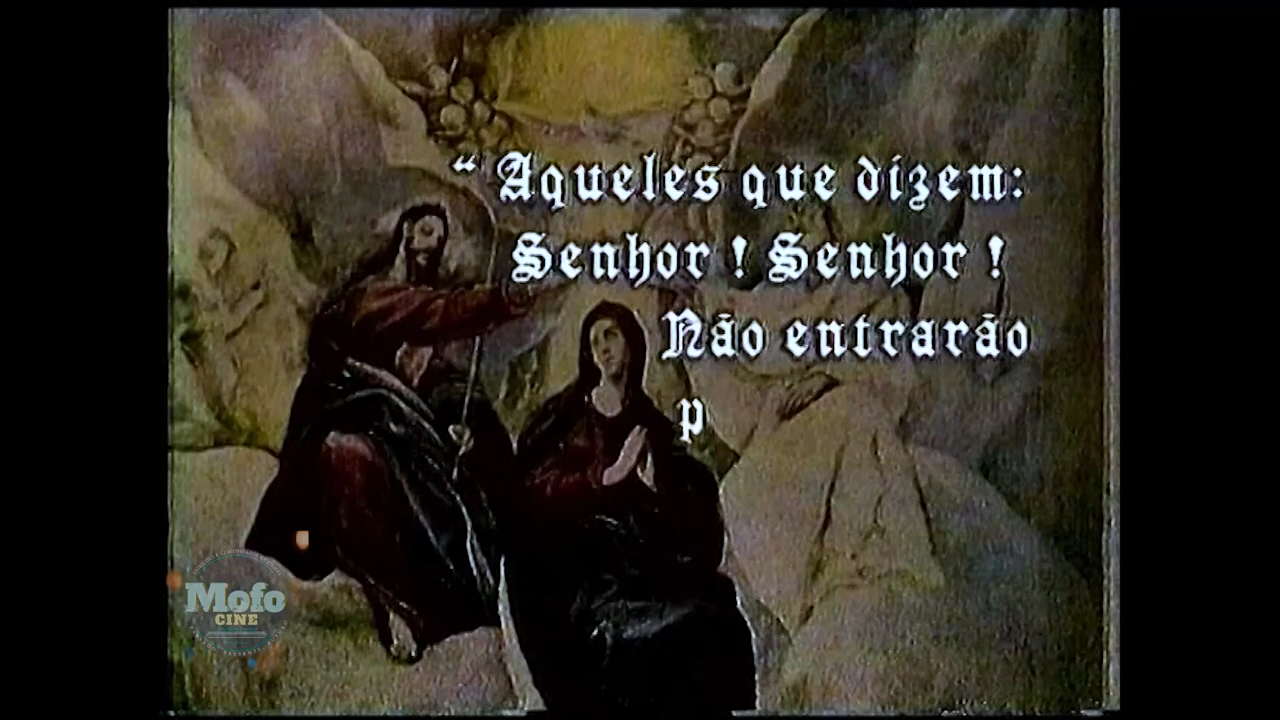 “ Aqueles que dizem:
Senhor ! Senhor !
Não entrarão
p
Mofo
CINE